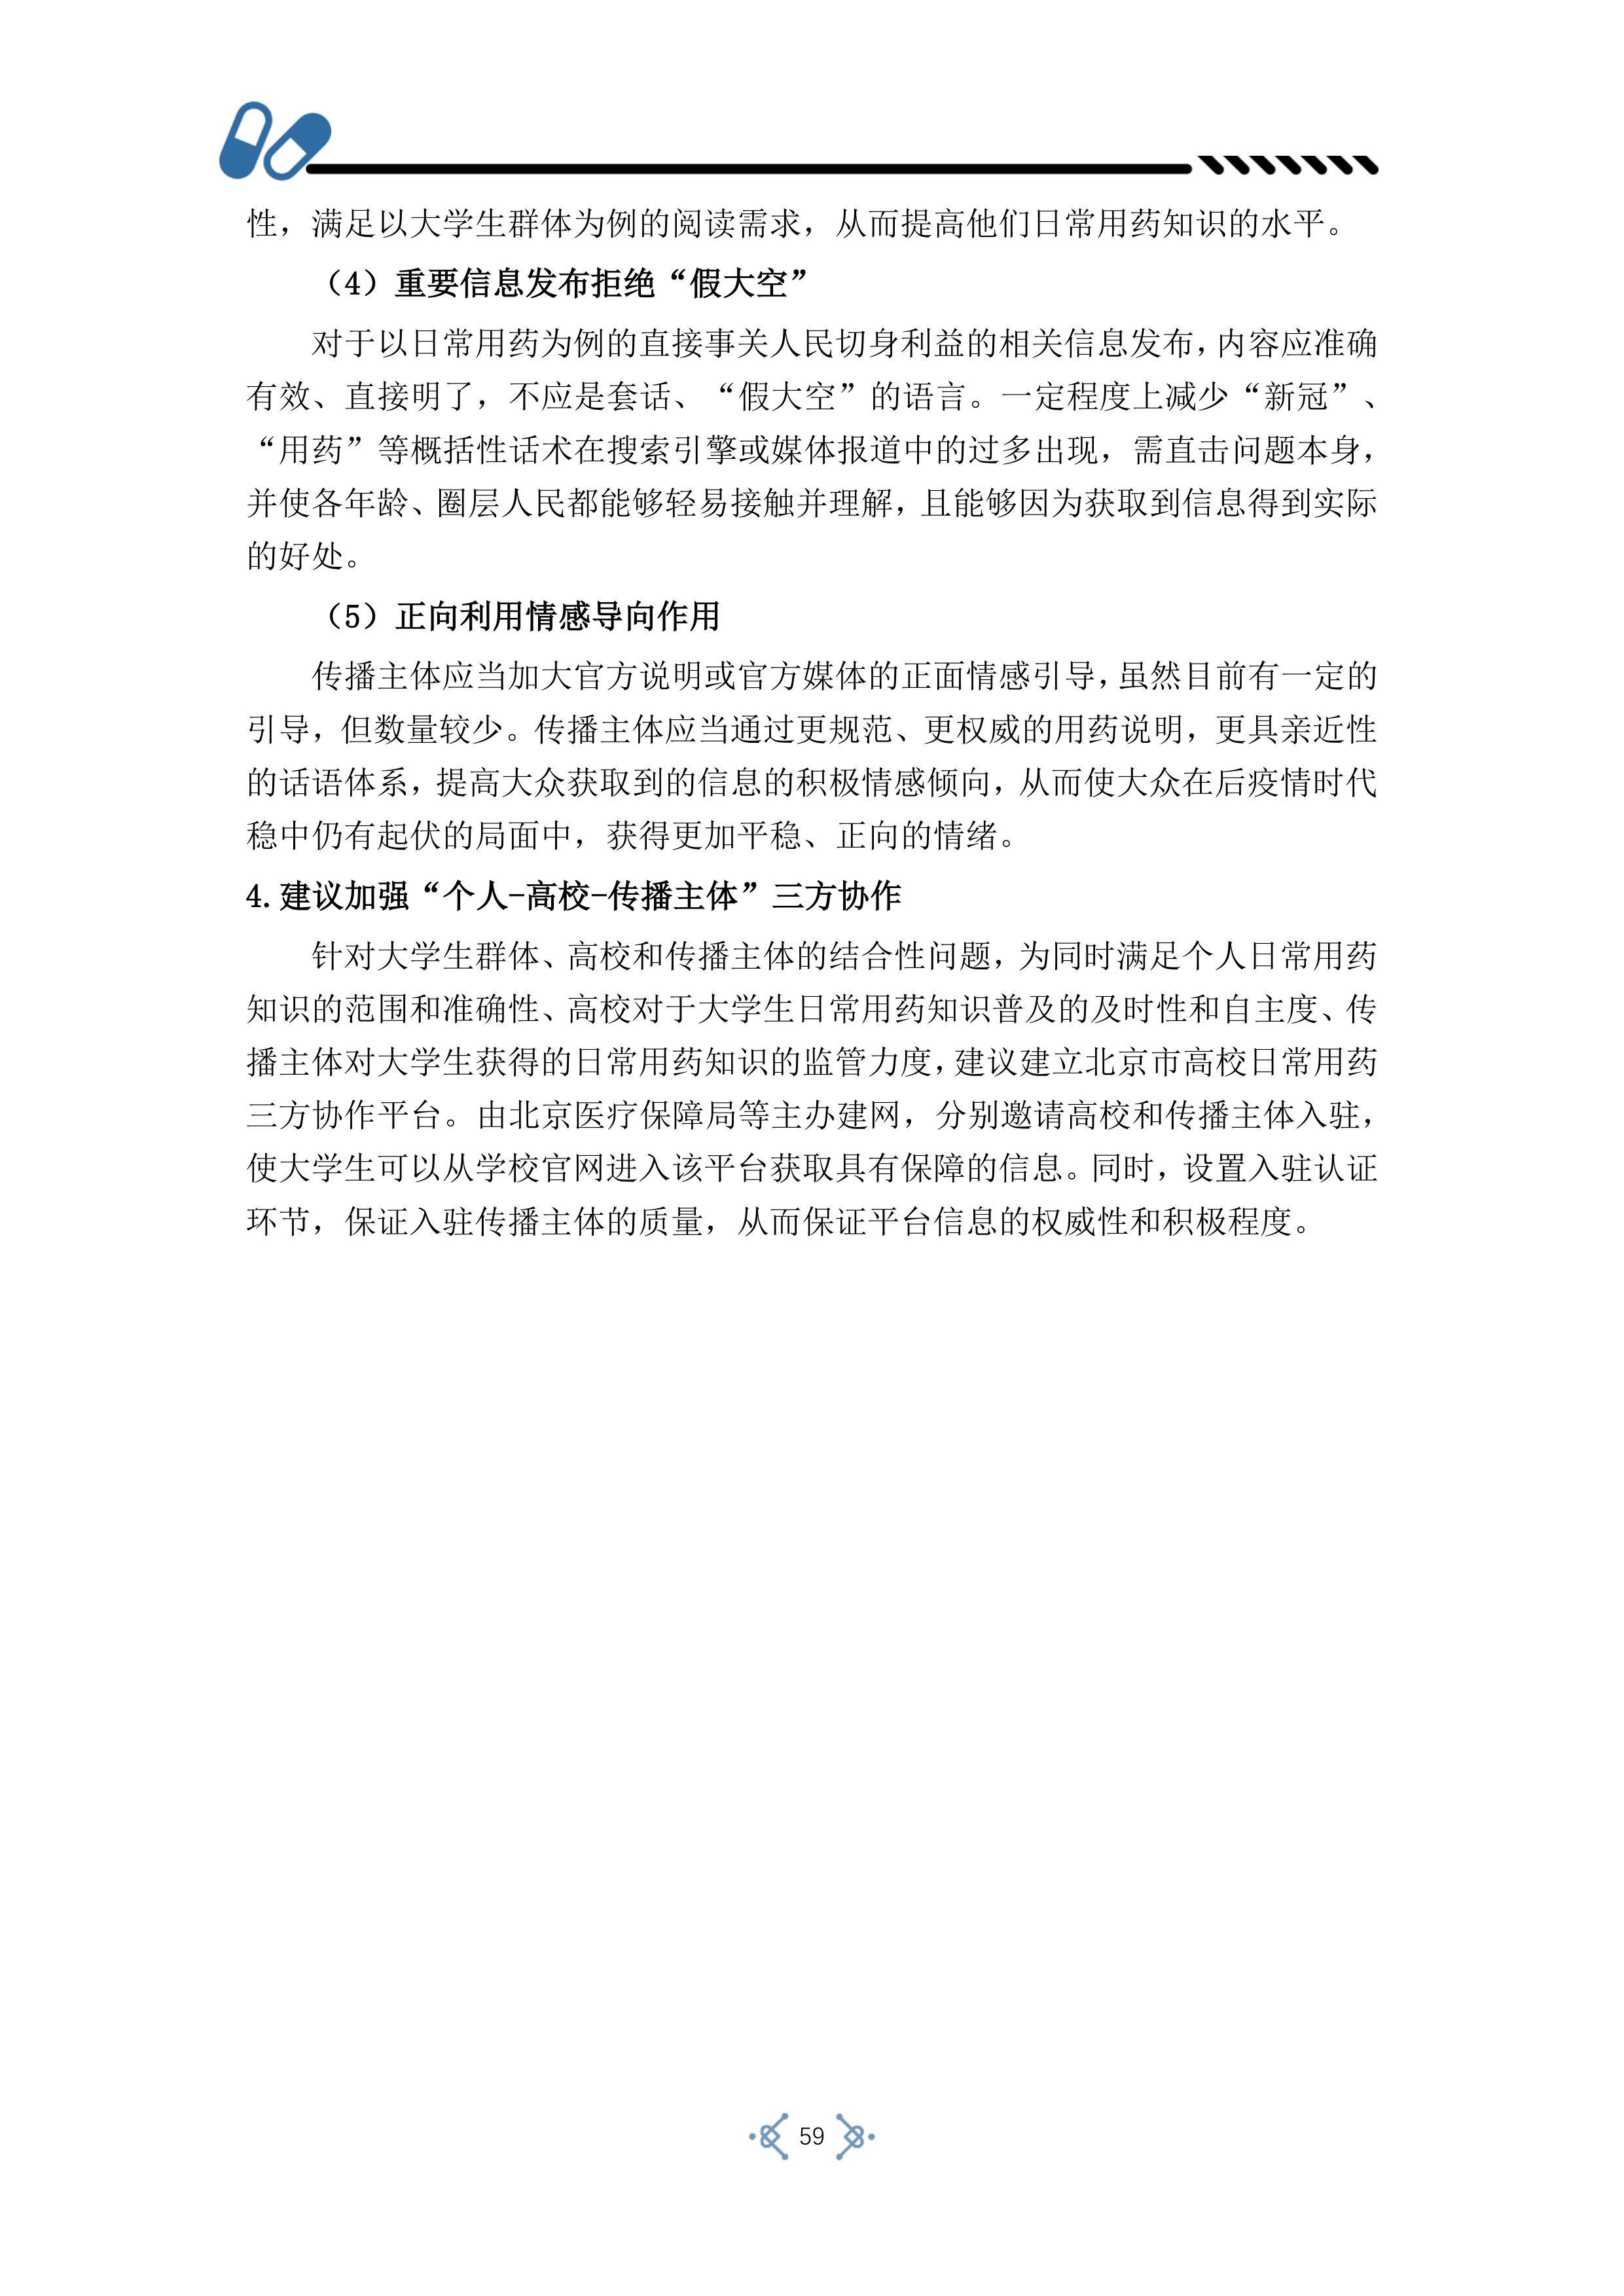 性，满足以大学生群体为例的阅读需求，从而提高他们日常用药知识的水平。
（4）重要信息发布拒绝“假大空”
对于以日常用药为例的直接事关人民切身利益的相关信息发布，内容应准确
有效、直接明了，不应是套话、“假大空”的语言。一定程度上减少“新冠”、
“用药”等概括性话术在搜索引擎或媒体报道中的过多出现，需直击问题本身，
并使各年龄、圈层人民都能够轻易接触并理解，且能够因为获取到信息得到实际
的好处。
（5）正向利用情感导向作用
传播主体应当加大官方说明或官方媒体的正面情感引导，虽然目前有一定的
引导，但数量较少。传播主体应当通过更规范、更权威的用药说明，更具亲近性
的话语体系，提高大众获取到的信息的积极情感倾向，从而使大众在后疫情时代
稳中仍有起伏的局面中，获得更加平稳、正向的情绪。
4.建议加强“个人-高校-传播主体”三方协作
针对大学生群体、高校和传播主体的结合性问题，为同时满足个人日常用药
知识的范围和准确性、高校对于大学生日常用药知识普及的及时性和自主度、传
播主体对大学生获得的日常用药知识的监管力度，建议建立北京市高校日常用药
三方协作平台。由北京医疗保障局等主办建网，分别邀请高校和传播主体入驻，
使大学生可以从学校官网进入该平台获取具有保障的信息。同时，设置入驻认证
环节，保证入驻传播主体的质量，从而保证平台信息的权威性和积极程度。
59